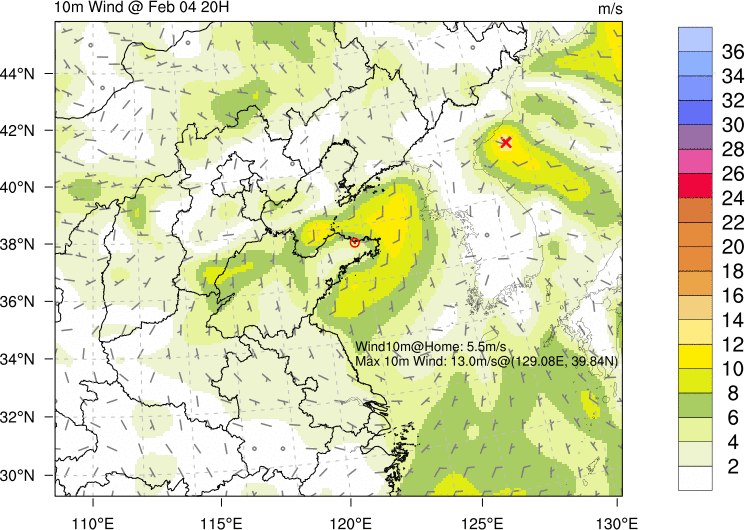 10m Wind @ Feb 04 20H
m/s
44°N
42°N
40°N
38°N
36°N
34°N
32°N
30°N
Wind10m@Home: 5.5m/s
Max 10m Wind: 13.0m/s@(129.08E, 39.84N)
110°E
115°E
120°E
125°E
130°E
36
34
32
30
28
26
24
22
20
18
16
14
12
10
8
6
4
2